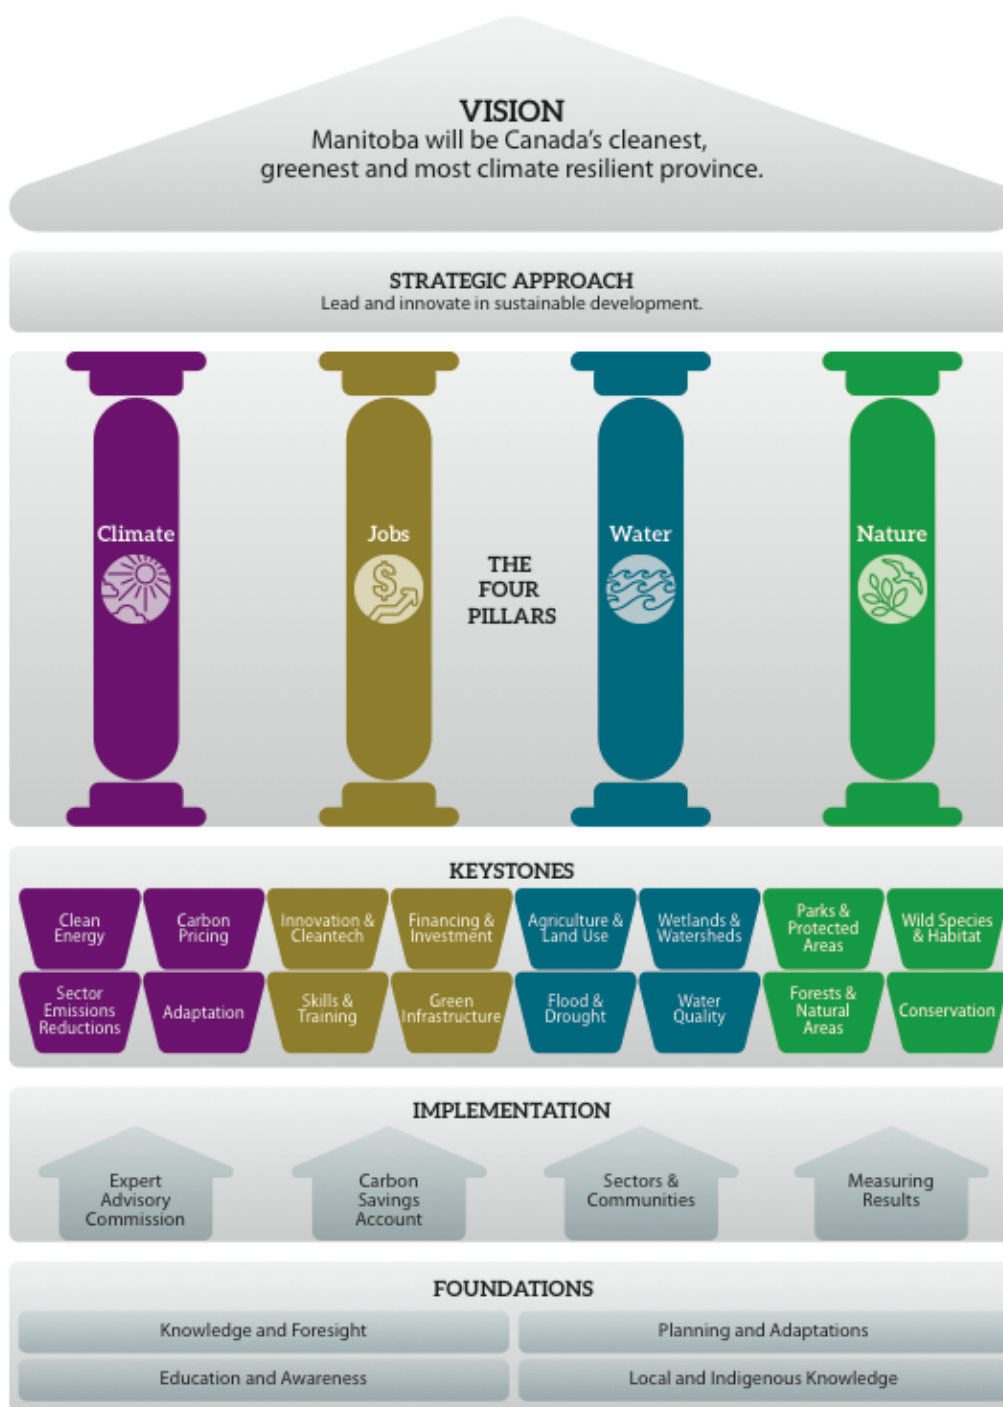 VISION
Manitoba will be Canada's cleanest,
greenest and most climate resilient province.
STRATEGIC APPROACH
Lead and innovate in sustainable development.
Climate
Jobs
THE
FOUR
PILLARS
Water
Nature
KEYSTONES
Clean
Energy
Carbon
Pricing
Innovation &
Cleantech
Financing &
Investment
Agriculture &
Land Use
Wetlands &
Watersheds
Parks &
Protected
Areas
Wild Species
& Habitat
Sector
Emissions
Reductions
Adaptation
Skills &
Training
Green
Infrastructure
Flood &
Drought
Water
Quality
Forests &
Natural
Areas
Conservation
IMPLEMENTATION
Expert
Advisory
Commission
Carbon
Savings
Account
Sectors &
Communities
Measuring
Results
FOUNDATIONS
Knowledge and Foresight
Planning and Adaptations
Education and Awareness
Local and Indigenous Knowledge